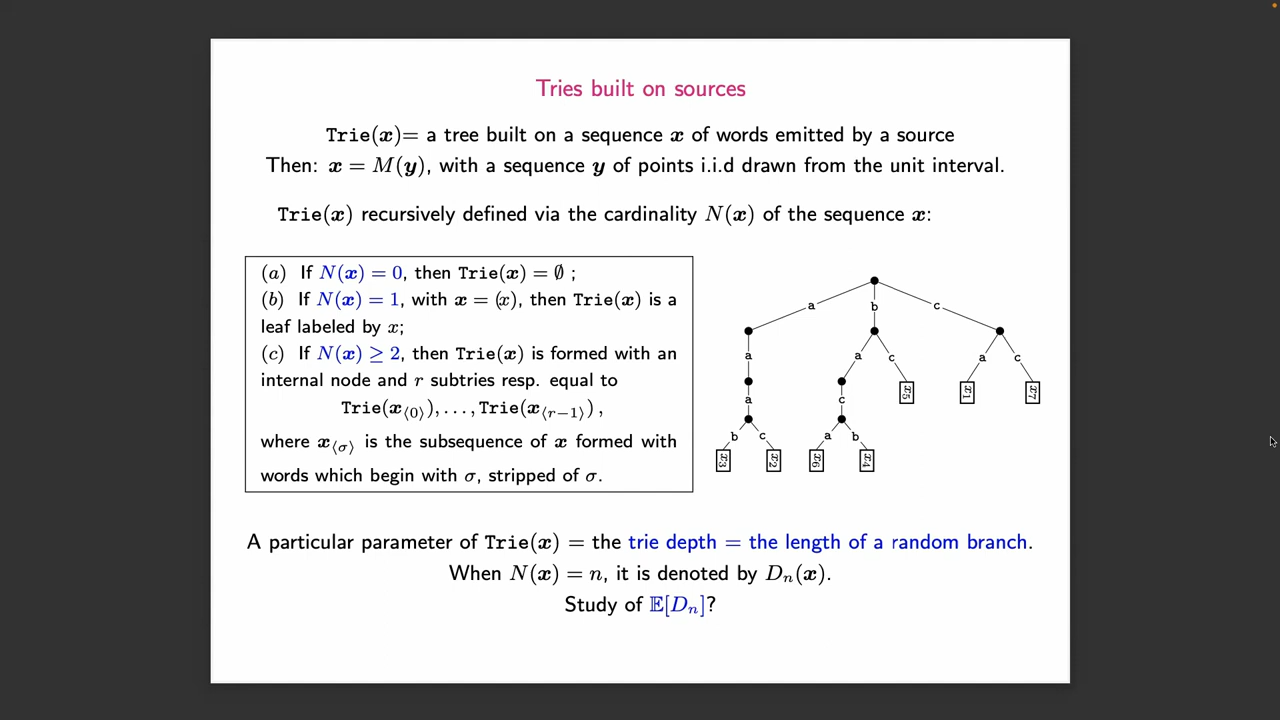 Tries built on sources
Trie(x)= a tree built on a sequence x of words emitted by a source
Then: x = M(y), with a sequence y of points i.i.d drawn from the unit interval.
Trie(x) recursively defined via the cardinality N(x) of the sequence x:
(a) If N(x) = 0, then Trie(x) = ∅ ;
(b) If N(x) = 1, with x = (x), then Trie(x) is a
leaf labeled by x;
(c) If N(x) ≥ 2, then Trie(x) is formed with an
internal node and r subtries resp. equal to
Trie(x⟨0⟩), . . . , Trie(x⟨r−1⟩) ,
where x⟨σ⟩ is the subsequence of x formed with
words which begin with σ, stripped of σ.
a b c
a a c a c
a c x5 x1 x7
b c a b
x3 x2 x6 x4
A particular parameter of Trie(x) = the trie depth = the length of a random branch.
When N(x) = n, it is denoted by Dn(x).
Study of 𝔼[Dn]?